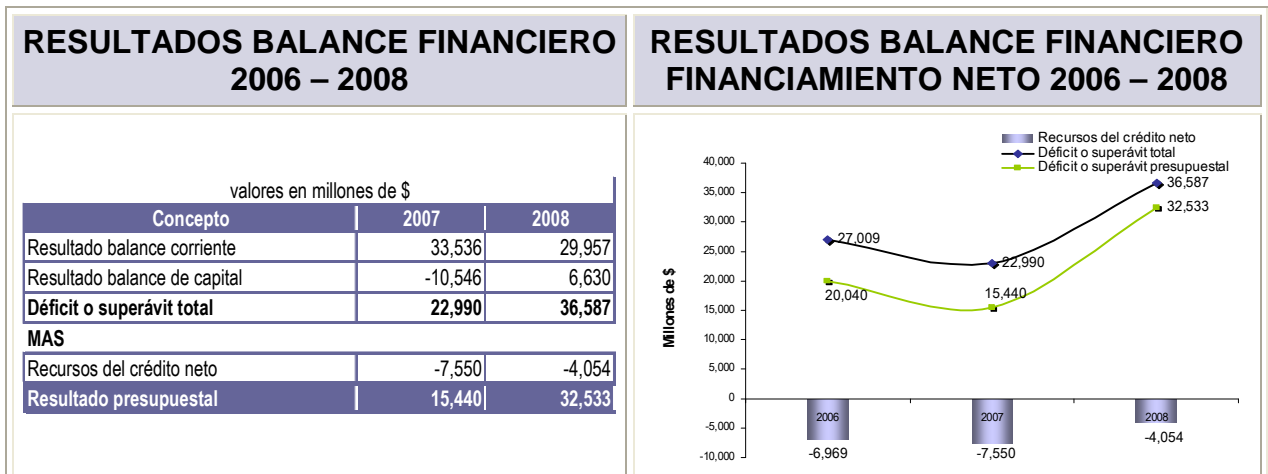 RESULTADOS BALANCE FINANCIERO
2006 – 2008
valores en millones de $
Concepto 2007 2008
Resultado balance corriente 33,536 29,957
Resultado balance de capital -10,546 6,630
Déficit o superávit total 22,990 36,587
MAS
Recursos del crédito neto -7,550 -4,054
Resultado presupuestal 15,440 32,533
RESULTADOS BALANCE FINANCIERO
FINANCIAMIENTO NETO 2006 – 2008
Recursos del crédito neto
Déficit o superávit total
Déficit o superávit presupuestal
Millones de $
40,000
35,000
30,000
25,000
20,000
15,000
10,000
5,000
0
-5,000
-10,000
36,587
32,533
27,009
22,990
20,040
15,440
2006 2007 2008
-6,969 -7,550 -4,054